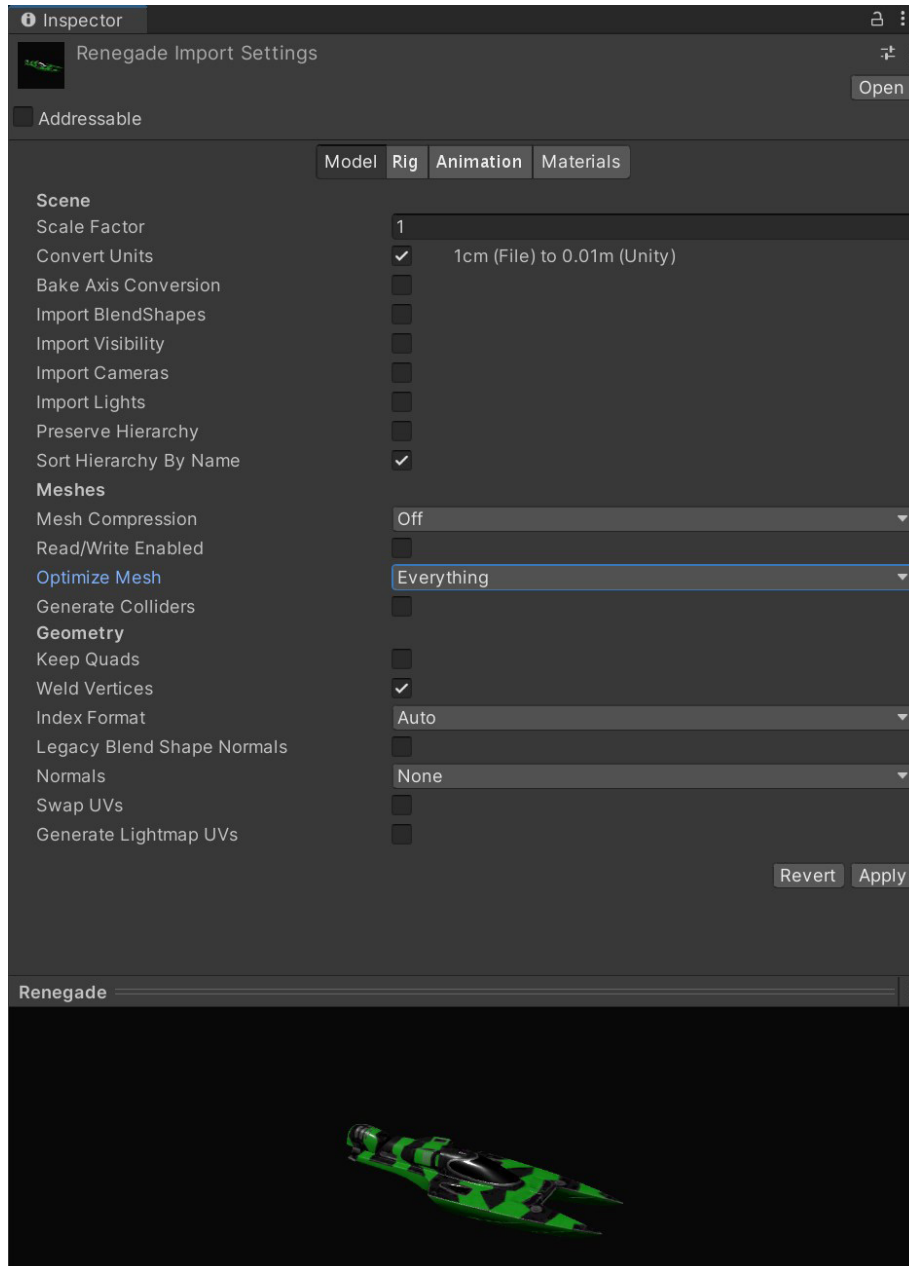 Inspector
Renegade Import Settings
Open
Addressable
Model Rig Animation Materials
Scene
Scale Factor 1
Convert Units 1cm (File) to 0.01m (Unity)
Bake Axis Conversion
Import BlendShapes
Import Visibility
Import Cameras
Import Lights
Preserve Hierarchy
Sort Hierarchy By Name
Meshes
Mesh Compression Off
Read/Write Enabled
Optimize Mesh Everything
Generate Colliders
Geometry
Keep Quads
Weld Vertices
Index Format Auto
Legacy Blend Shape Normals
Normals None
Swap UVs
Generate Lightmap UVs
Revert Apply
Renegade